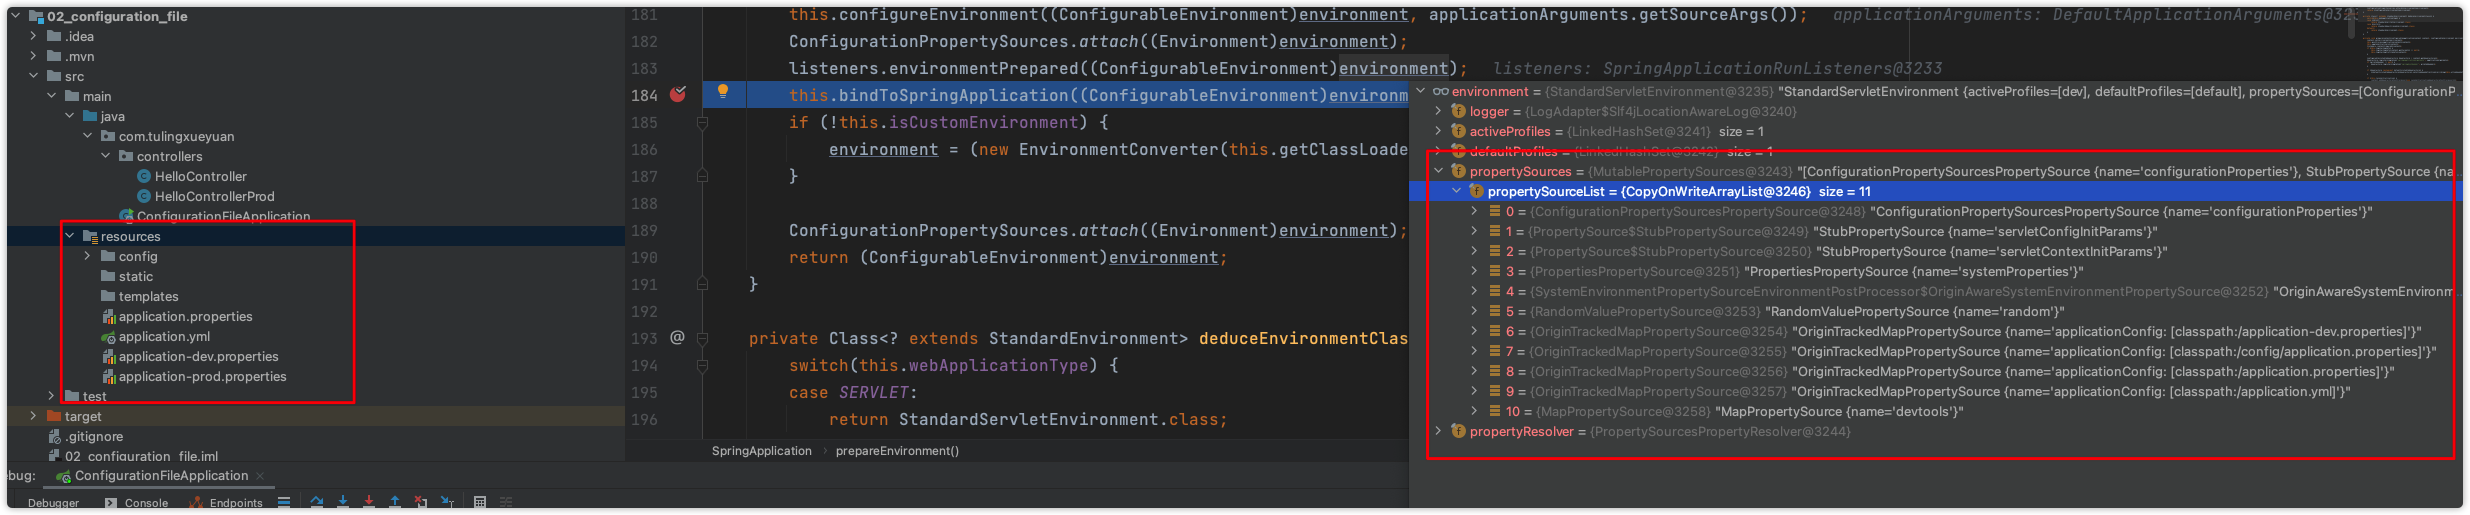 02_configuration_file
.idea
.mvn
src
main
java
com.tulingxueyuan
controllers
HelloController
HelloControllerProd
ConfigurationFileApplication
resources
config
static
templates
application.properties
application.yml
application-dev.properties
application-prod.properties
test
target
.gitignore
02_configuration_file.iml
181 this.configureEnvironment((ConfigurableEnvironment)environment, applicationArguments.getSourceArgs()); applicationArguments: DefaultApplicationArguments@323
182 ConfigurationPropertySources.attach((Environment)environment);
183 listeners.environmentPrepared((ConfigurableEnvironment)environment); listeners: SpringApplicationRunListeners@3233
184 this.bindToSpringApplication((ConfigurableEnvironment)environm
185 if (!this.isCustomEnvironment) {
186 environment = (new EnvironmentConverter(this.getClassLoade
187 }
188
189 ConfigurationPropertySources.attach((Environment)environment);
190 return (ConfigurableEnvironment)environment;
191 }
192
193 @ private Class<? extends StandardEnvironment> deduceEnvironmentClas
194 switch(this.webApplicationType) {
195 case SERVLET:
196 return StandardServletEnvironment.class;
SpringApplication › prepareEnvironment()
environment = {StandardServletEnvironment@3235} "StandardServletEnvironment {activeProfiles=[dev], defaultProfiles=[default], propertySources=[ConfigurationP...
logger = {LogAdapter$Slf4jLocationAwareLog@3240}
activeProfiles = {LinkedHashSet@3241} size = 1
defaultProfiles = {LinkedHashSet@3242} size = 1
propertySources = {MutablePropertySources@3243} "[ConfigurationPropertySourcesPropertySource {name='configurationProperties'}, StubPropertySource {na...
propertySourceList = {CopyOnWriteArrayList@3246} size = 11
0 = {ConfigurationPropertySourcesPropertySource@3248} "ConfigurationPropertySourcesPropertySource {name='configurationProperties'}"
1 = {PropertySource$StubPropertySource@3249} "StubPropertySource {name='servletConfigInitParams'}"
2 = {PropertySource$StubPropertySource@3250} "StubPropertySource {name='servletContextInitParams'}"
3 = {PropertiesPropertySource@3251} "PropertiesPropertySource {name='systemProperties'}"
4 = {SystemEnvironmentPropertySourceEnvironmentPostProcessor$OriginAwareSystemEnvironmentPropertySource@3252} "OriginAwareSystemEnvironm...
5 = {RandomValuePropertySource@3253} "RandomValuePropertySource {name='random'}"
6 = {OriginTrackedMapPropertySource@3254} "OriginTrackedMapPropertySource {name='applicationConfig: [classpath:/application-dev.properties]'}"
7 = {OriginTrackedMapPropertySource@3255} "OriginTrackedMapPropertySource {name='applicationConfig: [classpath:/config/application.properties]'}"
8 = {OriginTrackedMapPropertySource@3256} "OriginTrackedMapPropertySource {name='applicationConfig: [classpath:/application.properties]'}"
9 = {OriginTrackedMapPropertySource@3257} "OriginTrackedMapPropertySource {name='applicationConfig: [classpath:/application.yml]'}"
10 = {MapPropertySource@3258} "MapPropertySource {name='devtools'}"
propertyResolver = {PropertySourcesPropertyResolver@3244}
ebug: ConfigurationFileApplication ×
Debugger Console Endpoints